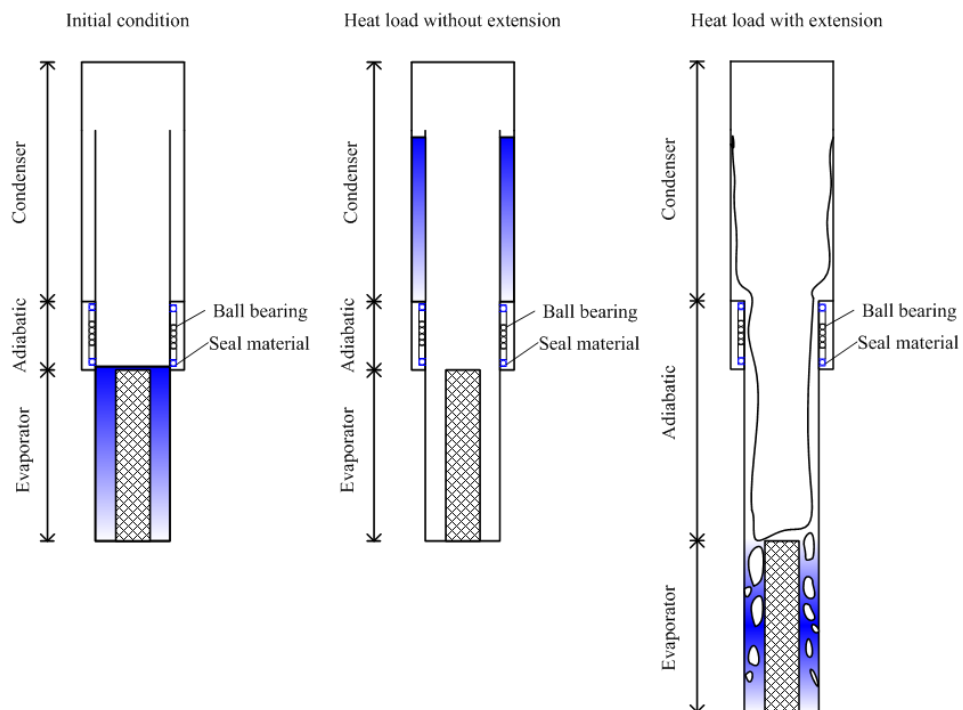 Initial condition
Heat load without extension
Heat load with extension
Condenser
Adiabatic
Evaporator
Ball bearing
Seal material
Condenser
Adiabatic
Evaporator
Ball bearing
Seal material
Condenser
Adiabatic
Evaporator
Ball bearing
Seal material